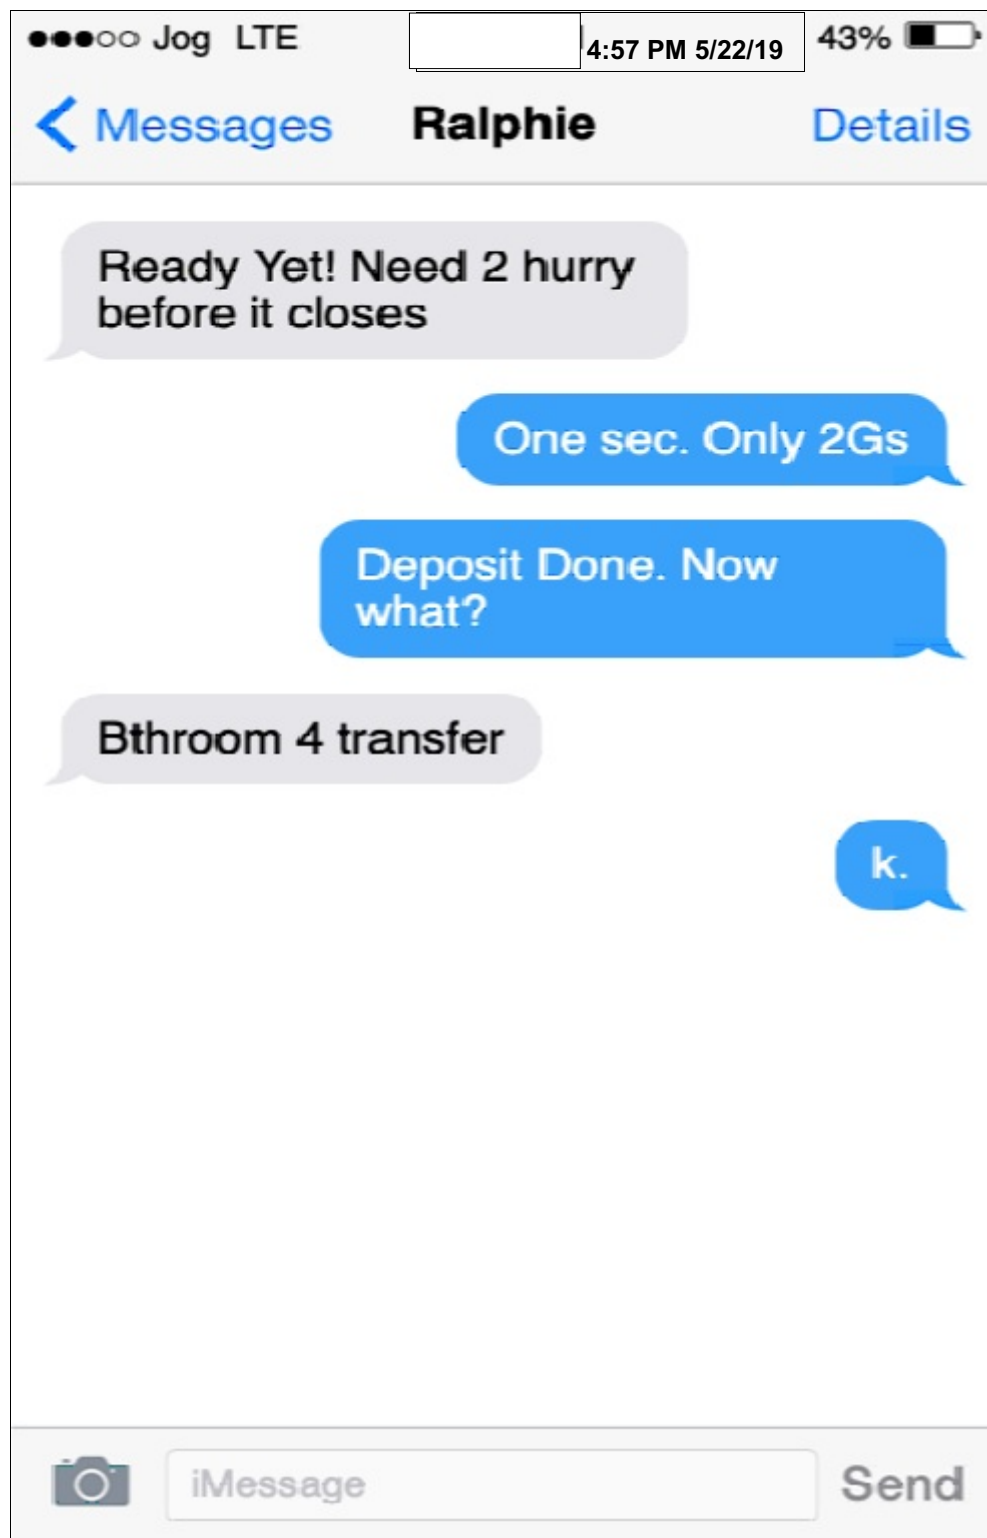 Jog LTE 4:57 PM 5/22/19 43%
Messages Ralphie Details
Ready Yet! Need 2 hurry
before it closes
One sec. Only 2Gs
Deposit Done. Now
what?
Bthroom 4 transfer
k.
iMessage Send